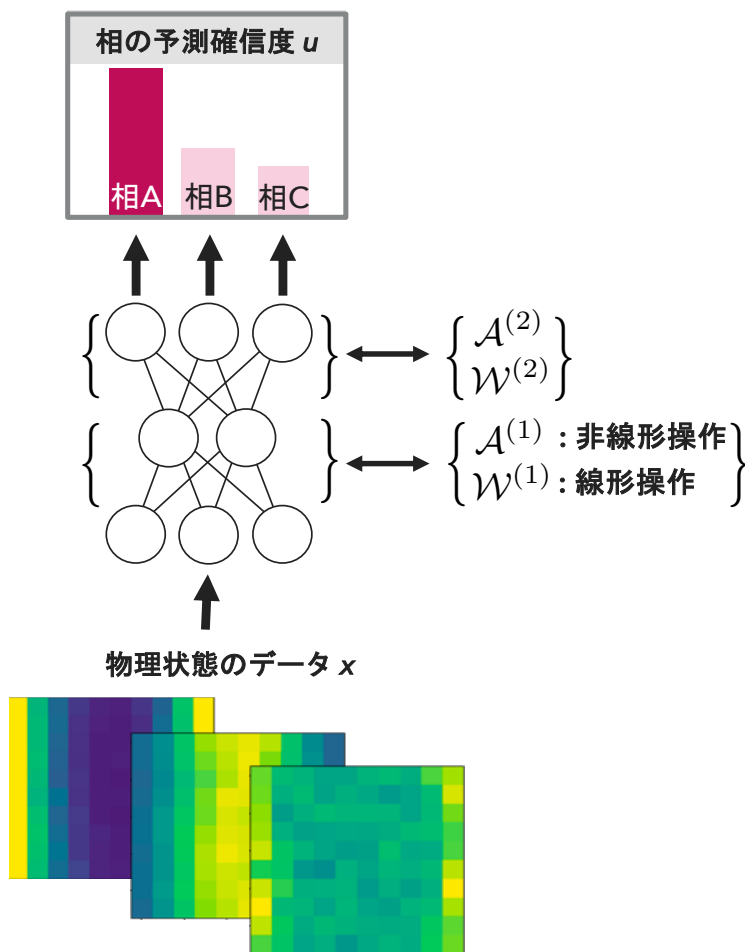 相の予測確信度 u
相A 相B 相C
𝒜(2)
𝒲(2)
𝒜(1) : 非線形操作
𝒲(1) : 線形操作
物理状態のデータ x